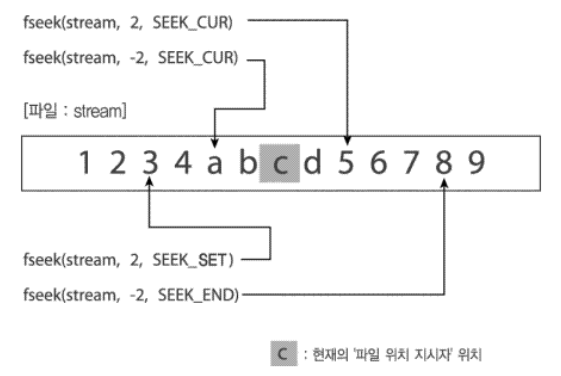 fseek(stream, 2, SEEK_CUR)
fseek(stream, -2, SEEK_CUR)
[파일 : stream]
1 2 3 4 a b c d 5 6 7 8 9
fseek(stream, 2, SEEK_SET)
fseek(stream, -2, SEEK_END)
c : 현재의 '파일 위치 지시자' 위치